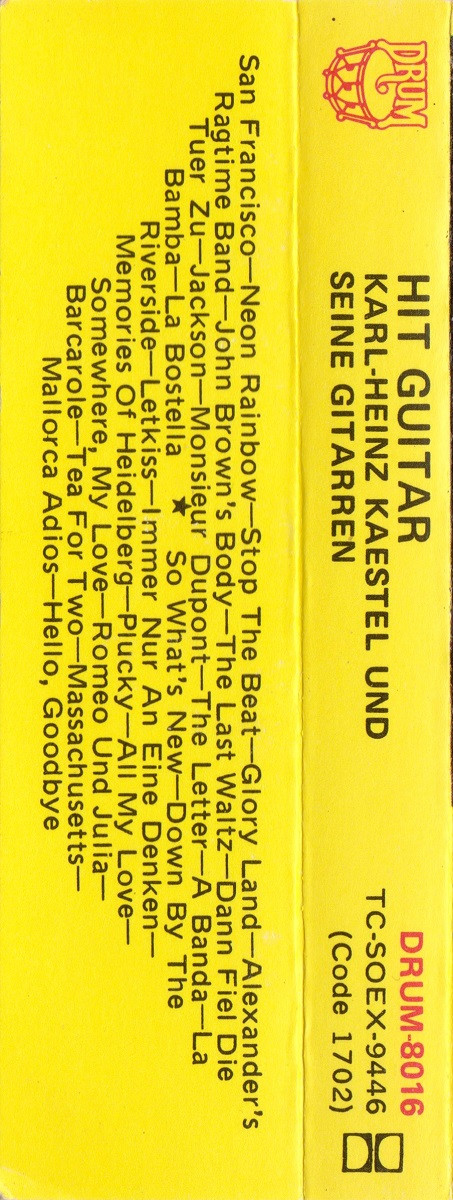 DRUM
HIT GUITAR
KARL-HEINZ KAESTEL UND
SEINE GITARREN
DRUM-8016
TC-SOEX-9446
(Code 1702)
San Francisco—Neon Rainbow—Stop The Beat—Glory Land—Alexander's
Ragtime Band—John Brown's Body—The Last Waltz—Dann Fiel Die
Tuer Zu—Jackson—Monsieur Dupont—The Letter—A Banda—La
Bamba—La Bostella ★ So What's New—Down By The
Riverside—Letkiss—Immer Nur An Eine Denken—
Memories Of Heidelberg—Plucky—All My Love—
Somewhere, My Love—Romeo Und Julia—
Barcarole—Tea For Two—Massachusetts—
Mallorca Adios—Hello, Goodbye